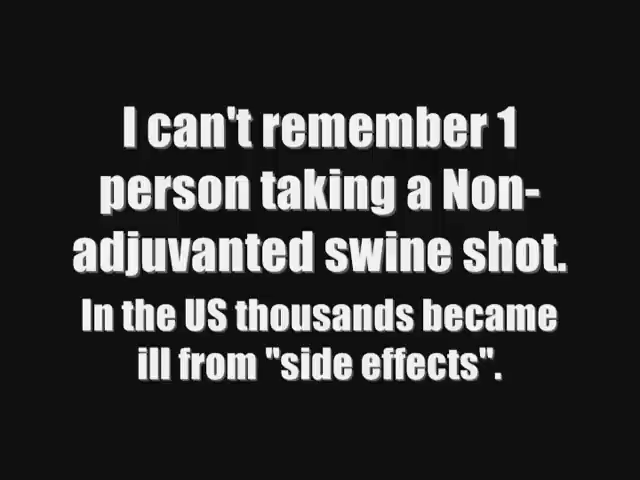 I can't remember 1
person taking a Non-
adjuvanted swine shot.
In the US thousands became
ill from "side effects".